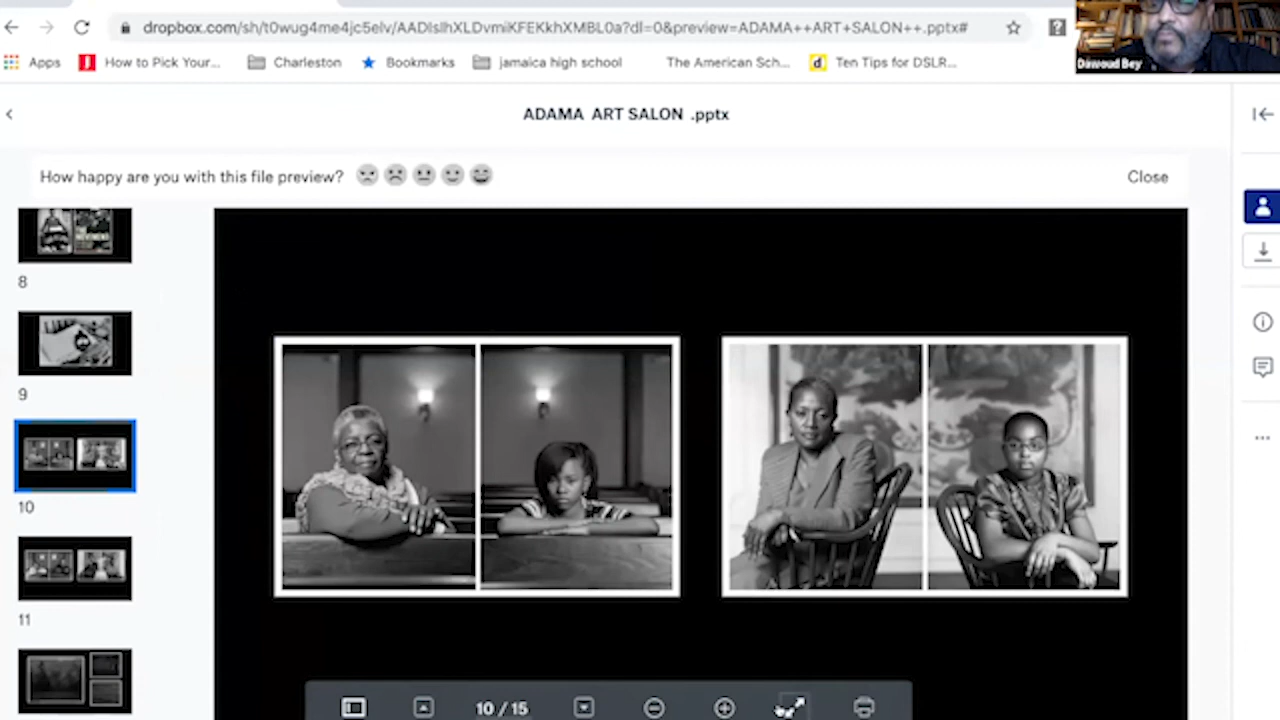 dropbox.com/sh/t0wug4me4jc5elv/AADIsIhXLDvmiKFEKkhXMBL0a?dl=0&preview=ADAMA++ART+SALON++.pptx#
Dawoud Bey
Apps How to Pick Your... Charleston Bookmarks jamaica high school The American Sch... d Ten Tips for DSLR...
ADAMA ART SALON .pptx
How happy are you with this file preview? Close
8
9
10
11
10 / 15